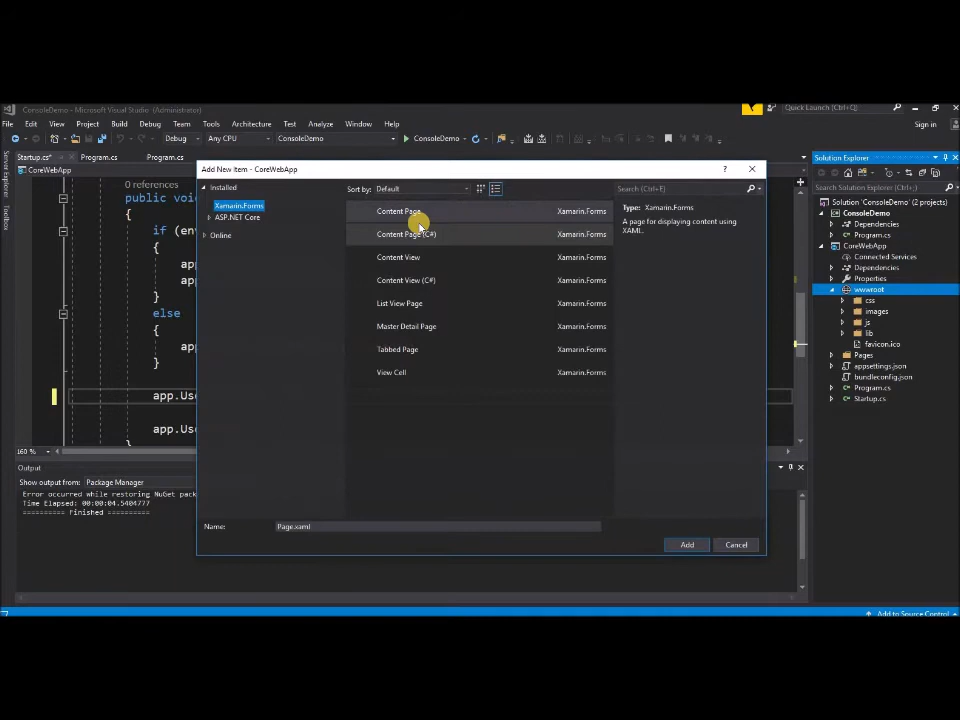 ConsoleDemo - Microsoft Visual Studio (Administrator)
Quick Launch (Ctrl+Q)
File Edit View Project Build Debug Team Tools Architecture Test Analyze Window Help
Sign in
Debug Any CPU ConsoleDemo ConsoleDemo
Server Explorer
Toolbox
Startup.cs* Program.cs Program.cs
CoreWebApp
0 references
public voi
{
if (env
{
app
ap
}
else
{
ap
}
app.Use
app.Us
}
160 %
Add New Item - CoreWebApp
?
Installed
Xamarin.Forms
ASP.NET Core
Online
Sort by: Default
Search (Ctrl+E)
Content Page Xamarin.Forms
Content Page (C#) Xamarin.Forms
Content View Xamarin.Forms
Content View (C#) Xamarin.Forms
List View Page Xamarin.Forms
Master Detail Page Xamarin.Forms
Tabbed Page Xamarin.Forms
View Cell Xamarin.Forms
Type: Xamarin.Forms
A page for displaying content using
XAML.
Name: Page.xaml
Add Cancel
Solution Explorer
Search Solution Explorer (Ctrl+;)
Solution 'ConsoleDemo' (2 projects)
ConsoleDemo
Dependencies
Program.cs
CoreWebApp
Connected Services
Dependencies
Properties
wwwroot
css
images
js
lib
favicon.ico
Pages
appsettings.json
bundleconfig.json
Program.cs
Startup.cs
Output
Show output from: Package Manager
Error occurred while restoring NuGet pack
Time Elapsed: 00:00:04.5404777
========== Finished ==========
Add to Source Control